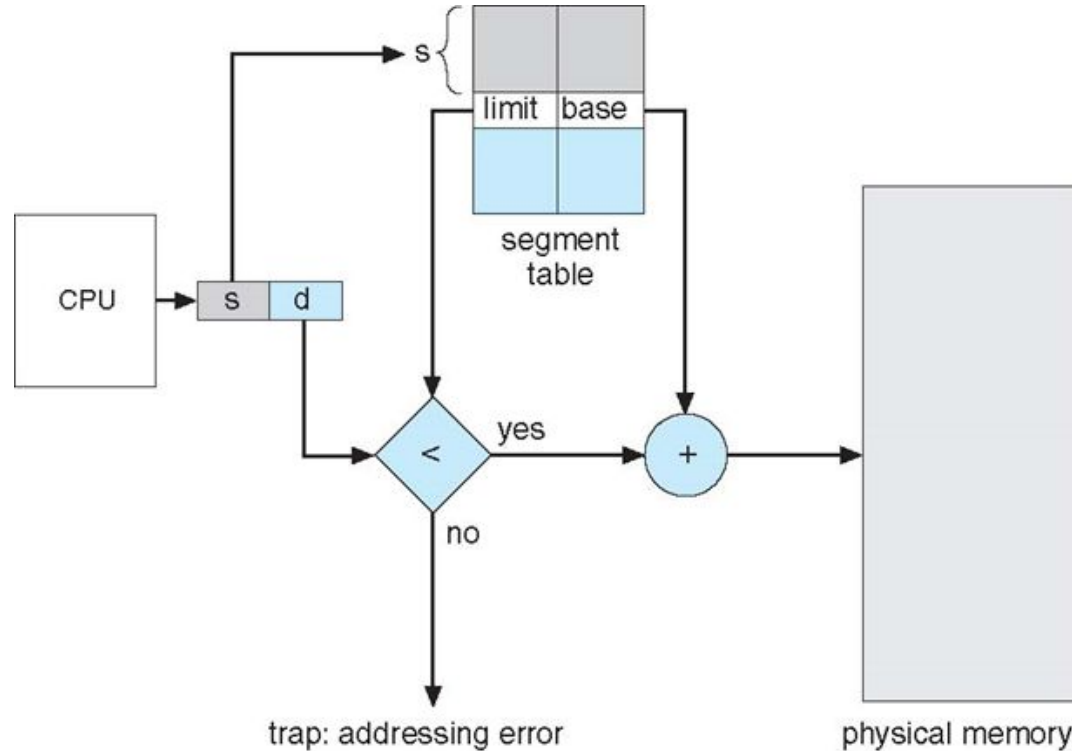 s
limit base
segment
table
CPU
s d
<
yes
+
no
trap: addressing error
physical memory